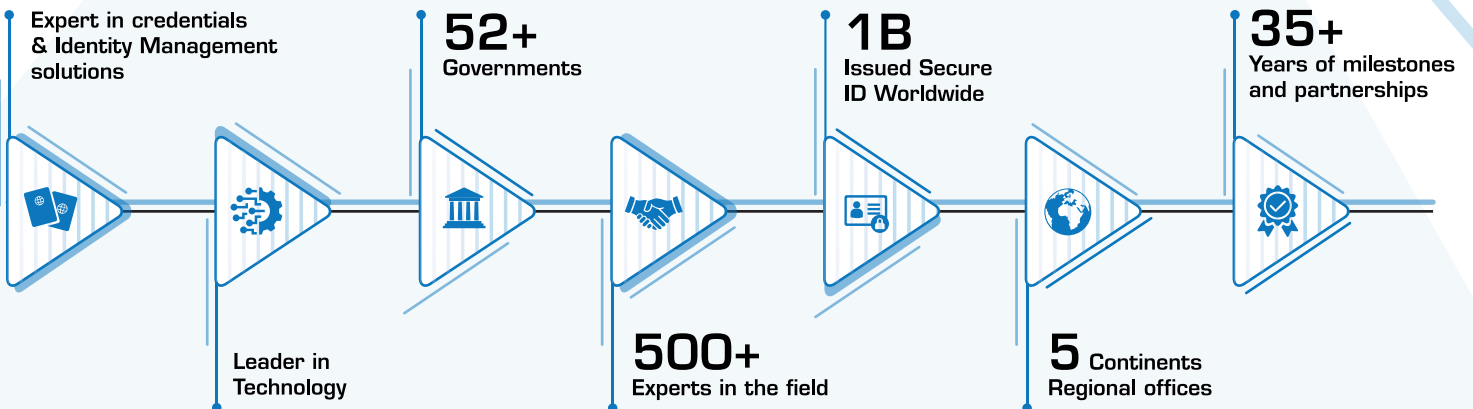 Expert in credentials
& Identity Management
solutions
Leader in
Technology
52+
Governments
500+
Experts in the field
1B
Issued Secure
ID Worldwide
5 Continents
Regional offices
35+
Years of milestones
and partnerships